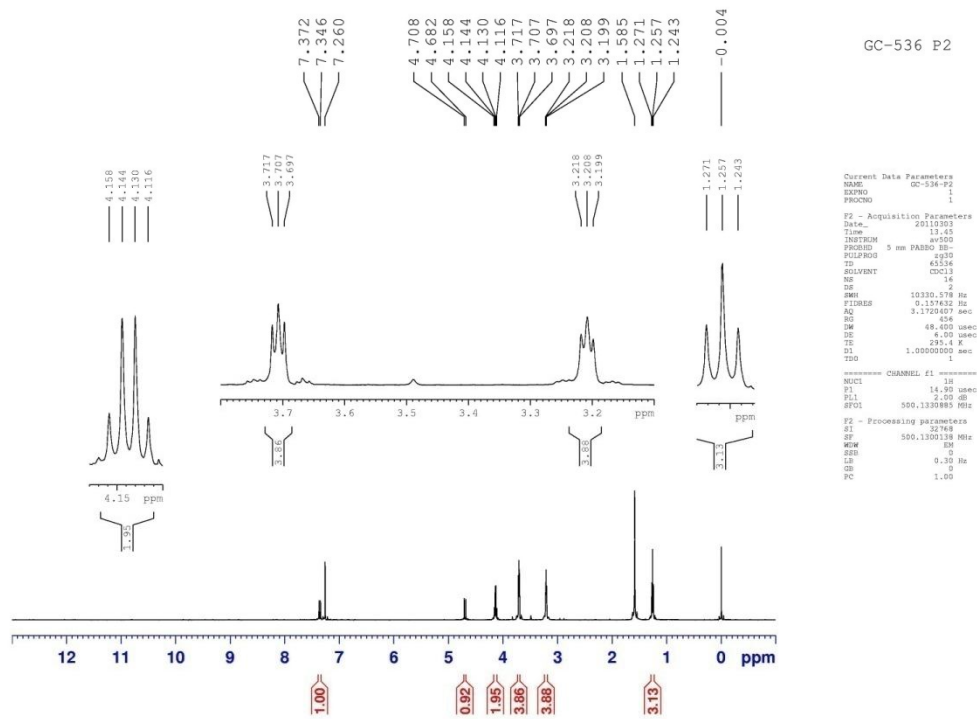 7.372
7.346
7.260
4.708
4.682
4.158
4.144
4.130
4.116
3.717
3.707
3.697
3.218
3.208
3.199
1.585
1.271
1.257
1.243
-0.004
GC-536 P2
4.158
4.144
4.130
4.116
3.717
3.707
3.697
3.218
3.208
3.199
1.271
1.257
1.243
3.7 3.6 3.5 3.4 3.3 3.2 ppm
ppm
3.86
3.88
3.13
4.15 ppm
1.95
Current Data Parameters
NAME GC-536-P2
EXPNO 1
PROCNO 1
F2 - Acquisition Parameters
Date_ 20110303
Time 13.45
INSTRUM av500
PROBHD 5 mm PABBO BB-
PULPROG zg30
TD 65536
SOLVENT CDCl3
NS 16
DS 2
SWH 10330.578 Hz
FIDRES 0.157632 Hz
AQ 3.1720407 sec
RG 456
DW 48.400 usec
DE 6.00 usec
TE 295.4 K
D1 1.00000000 sec
TD0 1
======== CHANNEL f1 ========
NUC1 1H
P1 14.90 usec
PL1 2.00 dB
SFO1 500.1330885 MHz
F2 - Processing parameters
SI 32768
SF 500.1300138 MHz
WDW EM
SSB 0
LB 0.30 Hz
GB 0
PC 1.00
12 11 10 9 8 7 6 5 4 3 2 1 0 ppm
1.00
0.92
1.95
3.86
3.88
3.13